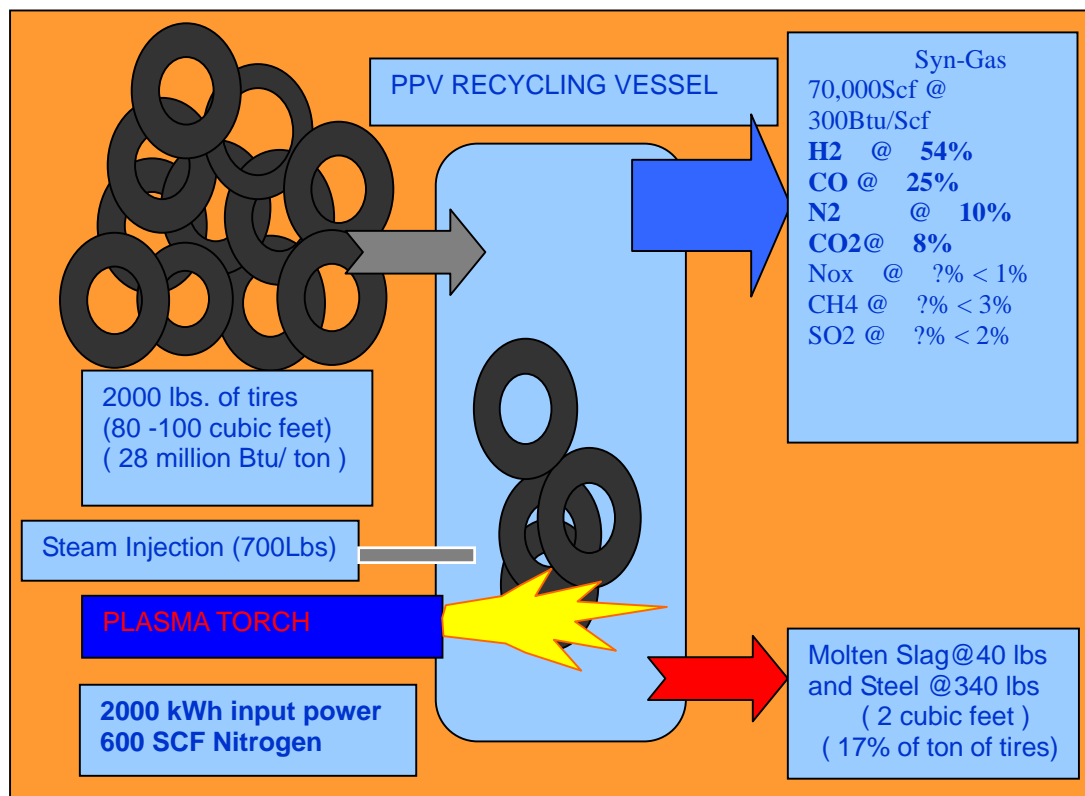 PPV RECYCLING VESSEL
Syn-Gas
70,000Scf @
300Btu/Scf
H2 @ 54%
CO @ 25%
N2 @ 10%
CO2@ 8%
Nox @ ?% < 1%
CH4 @ ?% < 3%
SO2 @ ?% < 2%
2000 lbs. of tires
(80 -100 cubic feet)
( 28 million Btu/ ton )
Steam Injection (700Lbs)
PLASMA TORCH
2000 kWh input power
600 SCF Nitrogen
Molten Slag@40 lbs
and Steel @340 lbs
( 2 cubic feet )
( 17% of ton of tires)